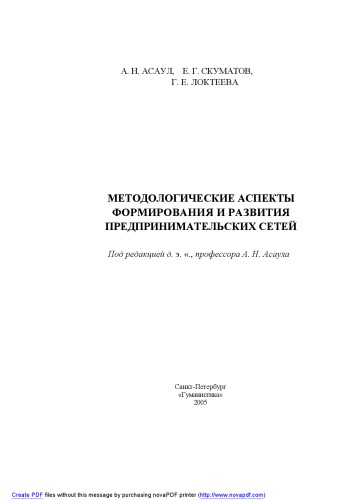 А. Н. АСАУЛ, Е. Г. СКУМАТОВ,
Г. Е. ЛОКТЕЕВА
МЕТОДОЛОГИЧЕСКИЕ АСПЕКТЫ
ФОРМИРОВАНИЯ И РАЗВИТИЯ
ПРЕДПРИНИМАТЕЛЬСКИХ СЕТЕЙ
Под редакцией д. э. н., профессора А. Н. Асаула
Санкт-Петербург
«Гуманистика»
2005
Create PDF files without this message by purchasing novaPDF printer (http://www.novapdf.com)